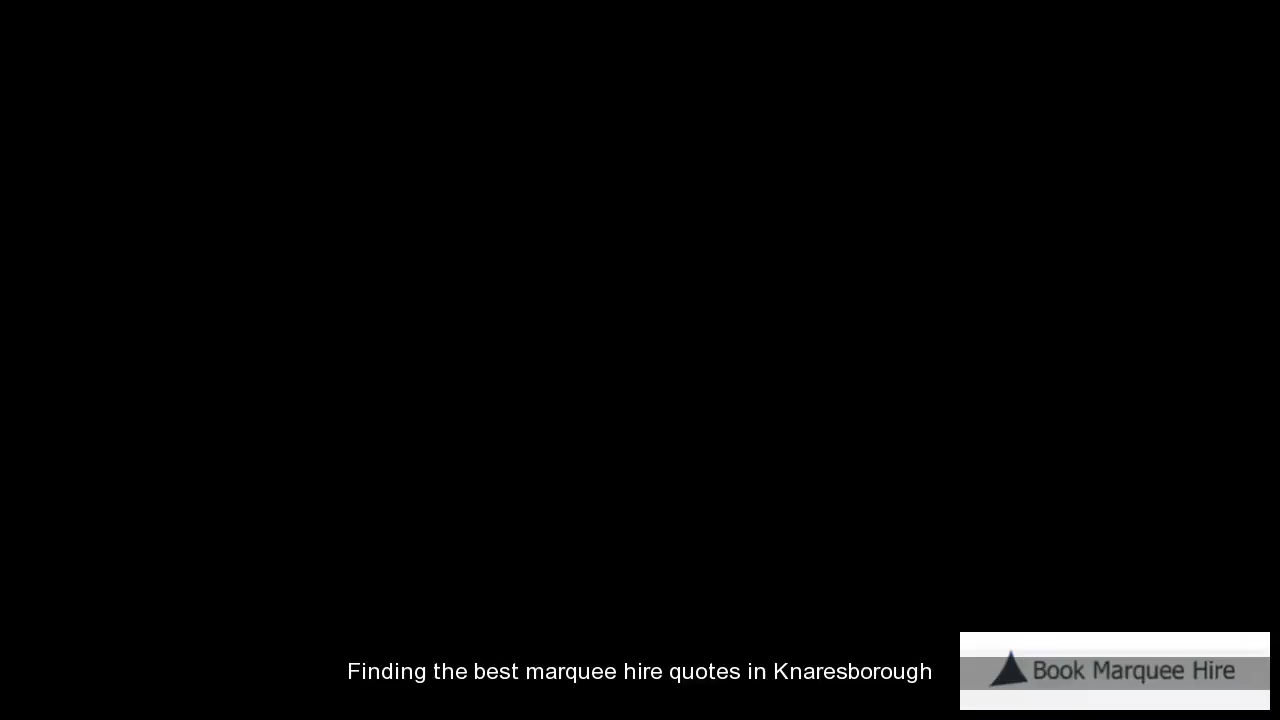 Finding the best marquee hire quotes in Knaresborough
Book Marquee Hire